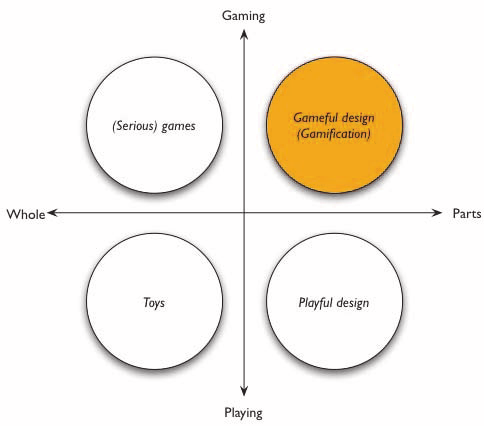 Gaming
(Serious) games
Gameful design
(Gamification)
Whole
Parts
Toys
Playful design
Playing